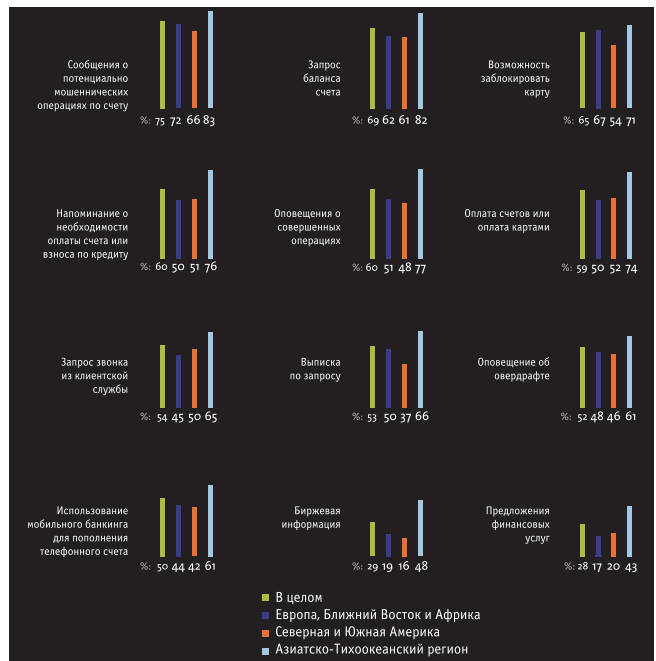 Сообщения о
потенциально
мошеннических
операциях по счету
%: 75 72 66 83
Запрос
баланса
счета
%: 69 62 61 82
Возможность
заблокировать
карту
%: 65 67 54 71
Напоминание о
необходимости
оплаты счета или
взноса по кредиту
%: 60 50 51 76
Оповещения о
совершенных
операциях
%: 60 51 48 77
Оплата счетов или
оплата картами
%: 59 50 52 74
Запрос звонка
из клиентской
службы
%: 54 45 50 65
Выписка
по запросу
%: 53 50 37 66
Оповещение об
овердрафте
%: 52 48 46 61
Использование
мобильного банкинга
для пополнения
телефонного счета
%: 50 44 42 61
Биржевая
информация
%: 29 19 16 48
Предложения
финансовых
услуг
%: 28 17 20 43
В целом
Европа, Ближний Восток и Африка
Северная и Южная Америка
Азиатско-Тихоокеанский регион